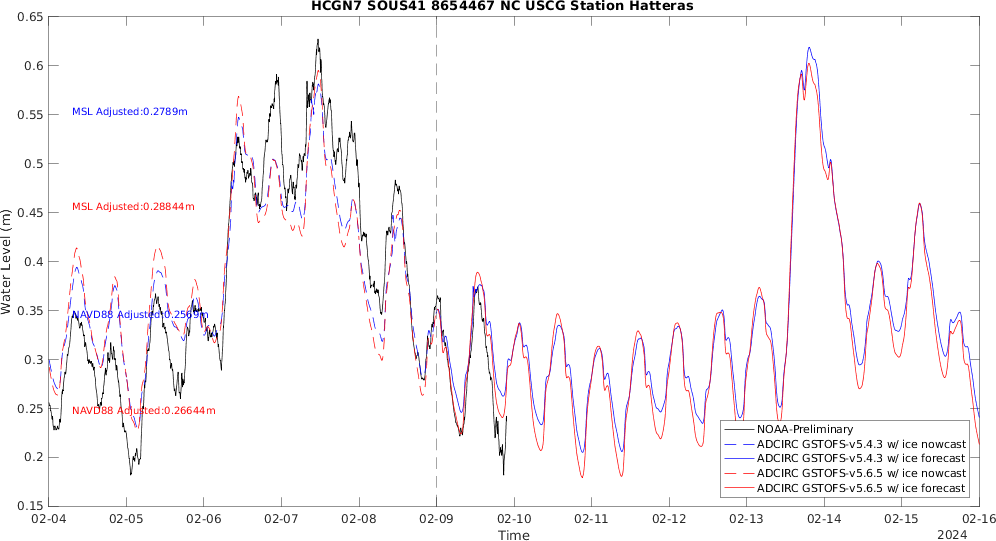 HCGN7 SOUS41 8654467 NC USCG Station Hatteras
0.65
0.6
0.55
0.5
0.45
0.4
0.35
0.3
0.25
0.2
0.15
Water Level (m)
MSL Adjusted:0.2789m
MSL Adjusted:0.28844m
NAVD88 Adjusted:0.2569m
NAVD88 Adjusted:0.26644m
NOAA-Preliminary
ADCIRC GSTOFS-v5.4.3 w/ ice nowcast
ADCIRC GSTOFS-v5.4.3 w/ ice forecast
ADCIRC GSTOFS-v5.6.5 w/ ice nowcast
ADCIRC GSTOFS-v5.6.5 w/ ice forecast
02-04 02-05 02-06 02-07 02-08 02-09 02-10 02-11 02-12 02-13 02-14 02-15 02-16
Time
2024